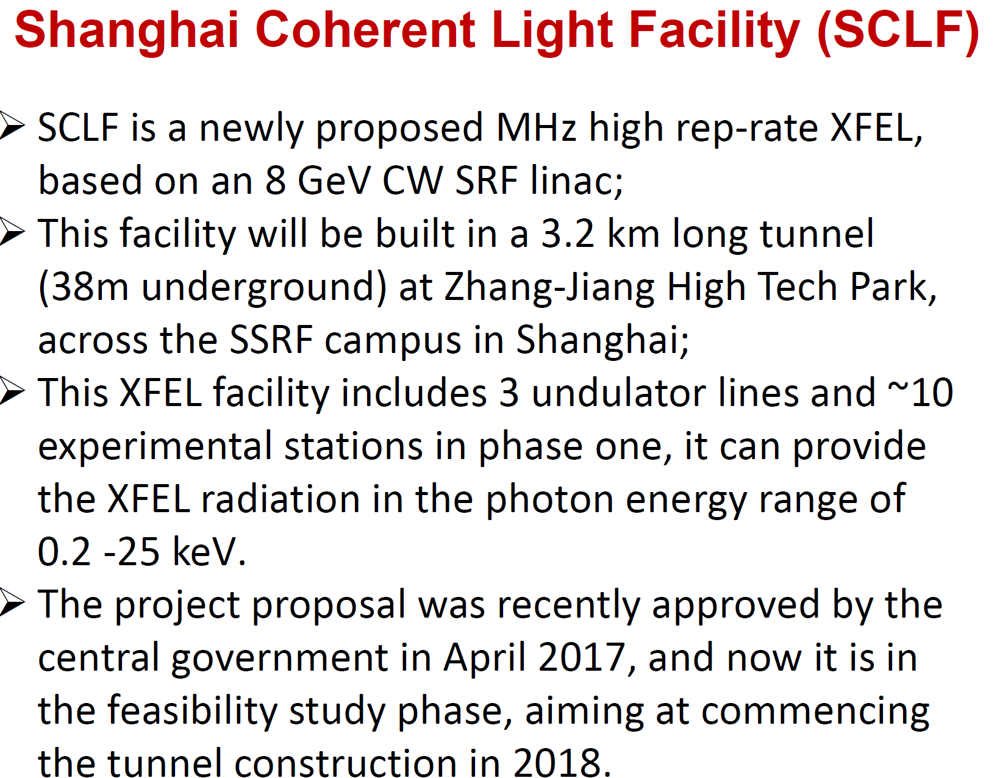 Shanghai Coherent Light Facility (SCLF)
➢ SCLF is a newly proposed MHz high rep-rate XFEL,
based on an 8 GeV CW SRF linac;
➢ This facility will be built in a 3.2 km long tunnel
(38m underground) at Zhang-Jiang High Tech Park,
across the SSRF campus in Shanghai;
➢ This XFEL facility includes 3 undulator lines and ~10
experimental stations in phase one, it can provide
the XFEL radiation in the photon energy range of
0.2 -25 keV.
➢ The project proposal was recently approved by the
central government in April 2017, and now it is in
the feasibility study phase, aiming at commencing
the tunnel construction in 2018.